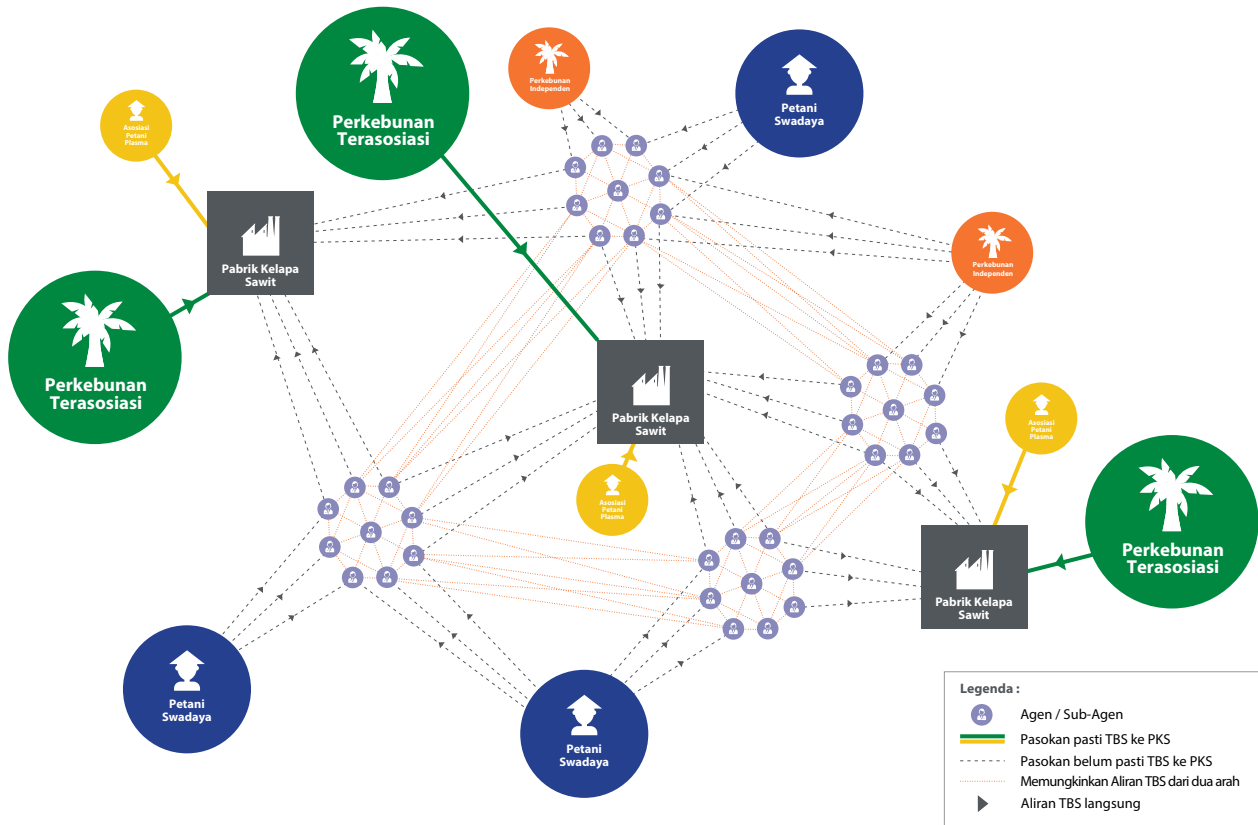 Perkebunan
Independen
Petani
Swadaya
Asosiasi
Petani
Plasma
Perkebunan
Terasosiasi
Pabrik Kelapa
Sawit
Perkebunan
Independen
Perkebunan
Terasosiasi
Pabrik Kelapa
Sawit
Asosiasi
Petani
Plasma
Asosiasi
Petani
Plasma
Perkebunan
Terasosiasi
Pabrik Kelapa
Sawit
Petani
Swadaya
Petani
Swadaya
Legenda :
Agen / Sub-Agen
Pasokan pasti TBS ke PKS
Pasokan belum pasti TBS ke PKS
Memungkinkan Aliran TBS dari dua arah
Aliran TBS langsung